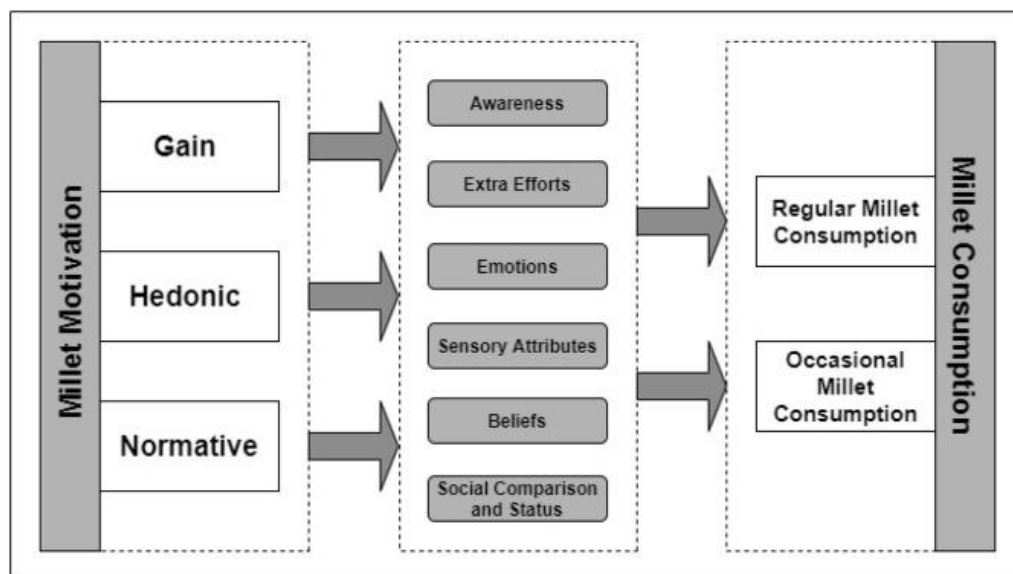 Millet Motivation
Gain
Hedonic
Normative
Awareness
Extra Efforts
Emotions
Sensory Attributes
Beliefs
Social Comparison
and Status
Regular Millet
Consumption
Occasional
Millet
Consumption
Millet Consumption